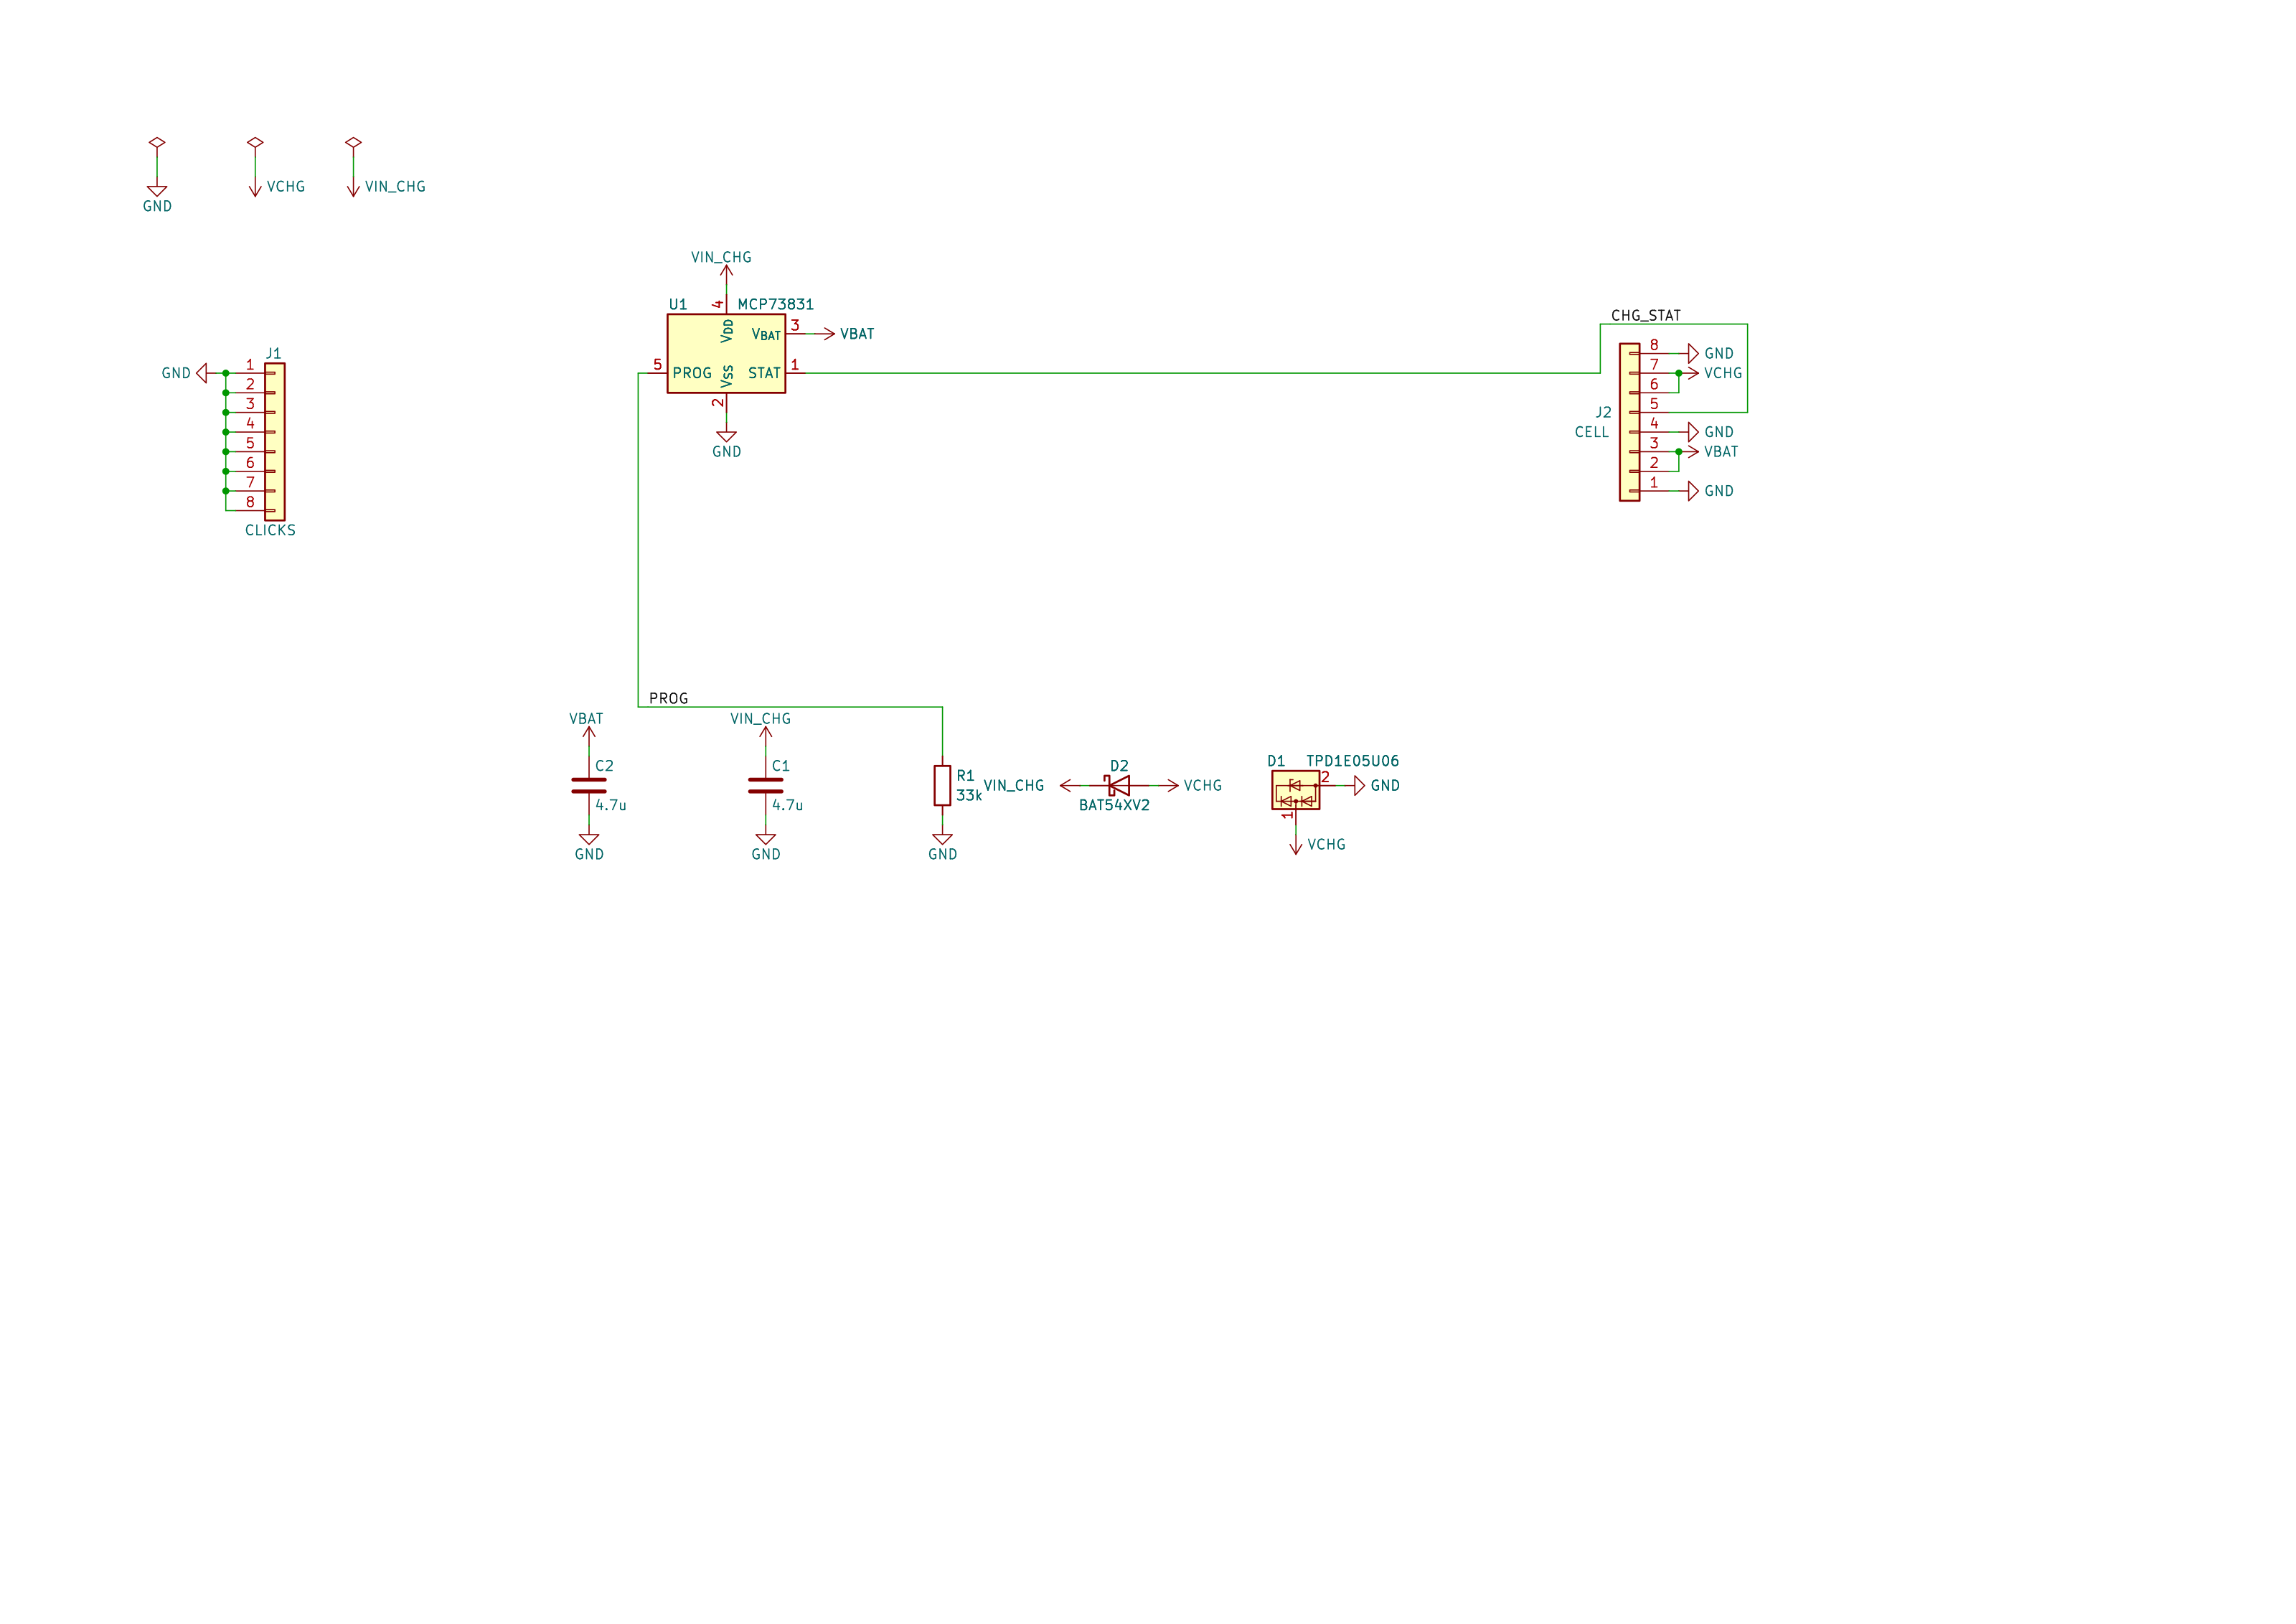 VCHG
VIN_CHG
GND
VIN_CHG
U1
MCP73831
4
VDD
VBAT
3
VBAT
5
PROG
STAT
1
VSS
2
GND
CHG_STAT
J1
GND
1
2
3
4
5
6
7
8
CLICKS
8
GND
7
VCHG
6
J2
5
CELL
4
GND
3
VBAT
2
1
GND
PROG
VBAT
C2
4.7u
GND
VIN_CHG
C1
4.7u
GND
R1
33k
GND
VIN_CHG
D2
BAT54XV2
VCHG
D1
TPD1E05U06
2
GND
1
VCHG